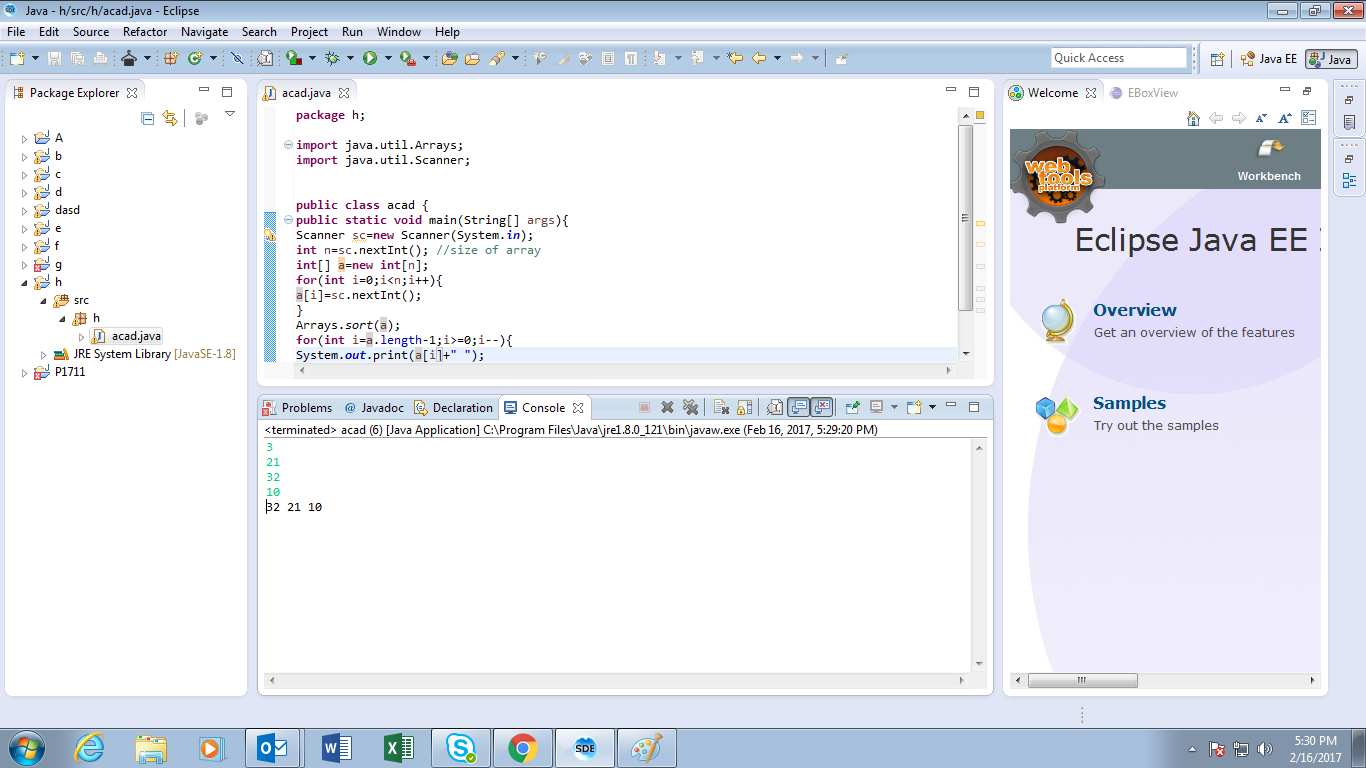 Java - h/src/h/acad.java - Eclipse
File Edit Source Refactor Navigate Search Project Run Window Help
Quick Access
Java EE
Java
Package Explorer
A
b
c
d
dasd
e
f
g
h
src
h
acad.java
JRE System Library [JavaSE-1.8]
P1711
acad.java
package h;
import java.util.Arrays;
import java.util.Scanner;
public class acad {
public static void main(String[] args){
Scanner sc=new Scanner(System.in);
int n=sc.nextInt(); //size of array
int[] a=new int[n];
for(int i=0;i<n;i++){
a[i]=sc.nextInt();
}
Arrays.sort(a);
for(int i=a.length-1;i>=0;i--){
System.out.print(a[i]+" ");
Problems @ Javadoc Declaration Console
<terminated> acad (6) [Java Application] C:\Program Files\Java\jre1.8.0_121\bin\javaw.exe (Feb 16, 2017, 5:29:20 PM)
3
21
32
10
32 21 10
Welcome EBoxView
web
tools
platform
Workbench
Eclipse Java EE
Overview
Get an overview of the features
Samples
Try out the samples
SDE
5:30 PM
2/16/2017